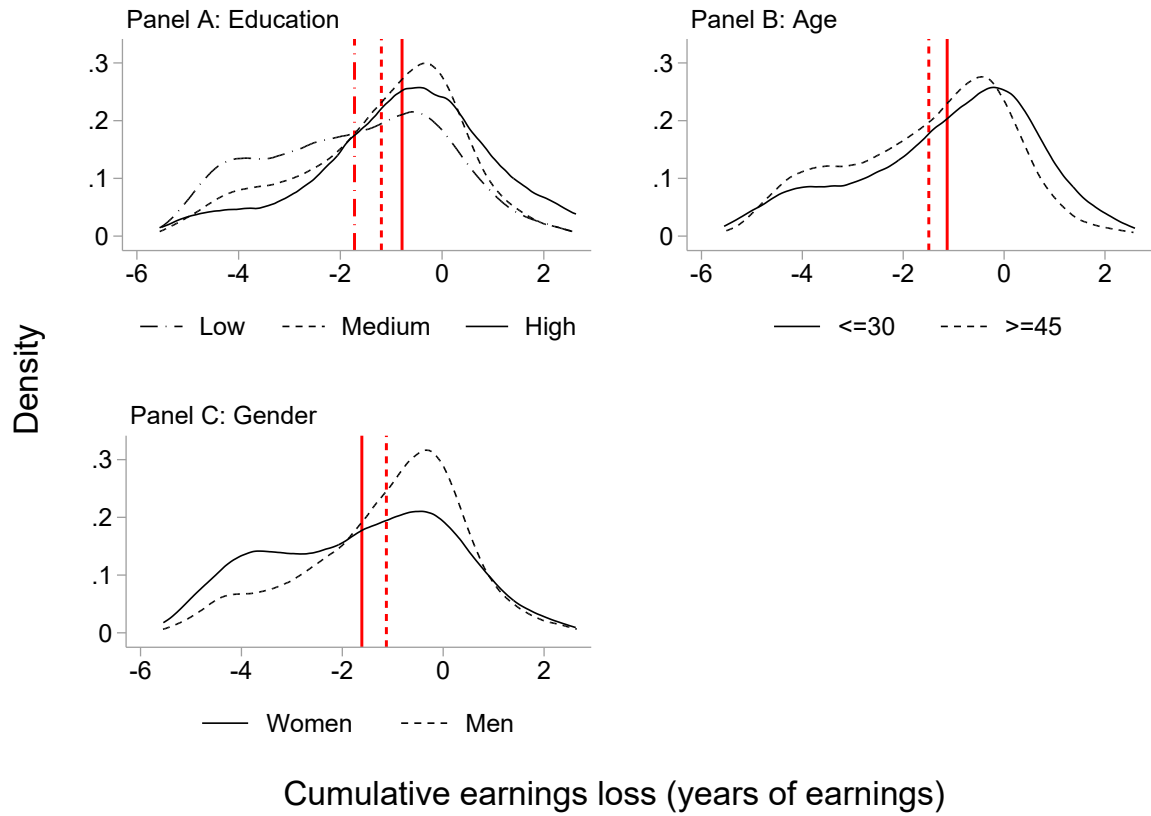 Panel A: Education
.3
.2
.1
0
-6 -4 -2 0 2
Low Medium High
Panel B: Age
.3
.2
.1
0
-6 -4 -2 0 2
<=30 >=45
Density
Panel C: Gender
.3
.2
.1
0
-6 -4 -2 0 2
Women Men
Cumulative earnings loss (years of earnings)